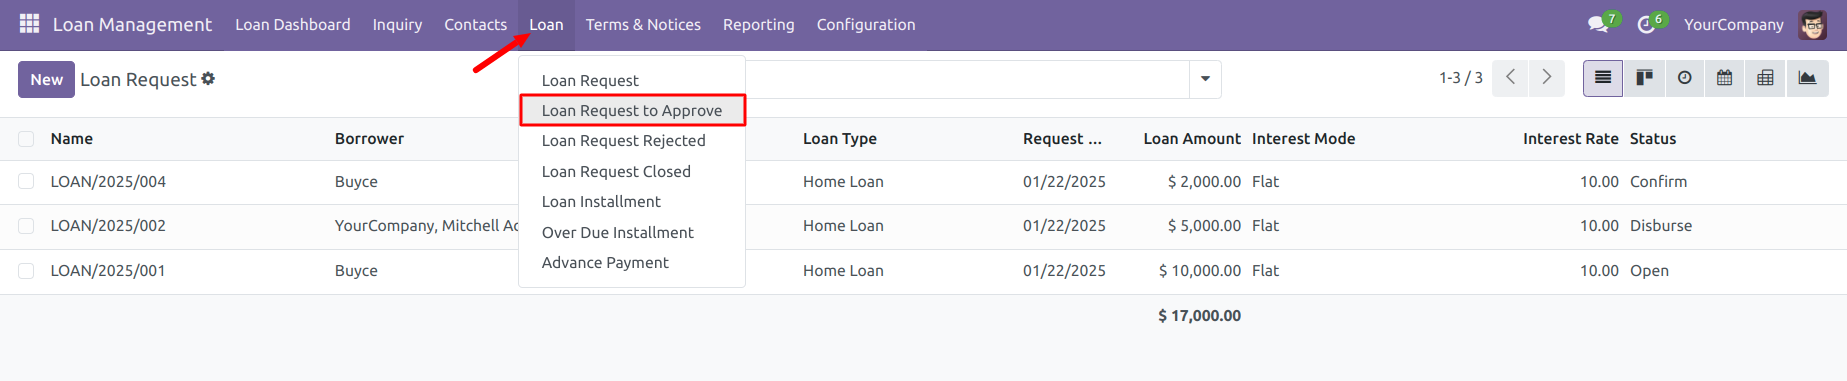 Loan Management Loan Dashboard Inquiry Contacts Loan Terms & Notices Reporting Configuration 7 6 YourCompany
New Loan Request 1-3 / 3
Loan Request
Loan Request to Approve
Loan Request Rejected
Loan Request Closed
Loan Installment
Over Due Installment
Advance Payment
Name Borrower Loan Type Request ... Loan Amount Interest Mode Interest Rate Status
LOAN/2025/004 Buyce Home Loan 01/22/2025 $ 2,000.00 Flat 10.00 Confirm
LOAN/2025/002 YourCompany, Mitchell Ad Home Loan 01/22/2025 $ 5,000.00 Flat 10.00 Disburse
LOAN/2025/001 Buyce Home Loan 01/22/2025 $ 10,000.00 Flat 10.00 Open
$ 17,000.00